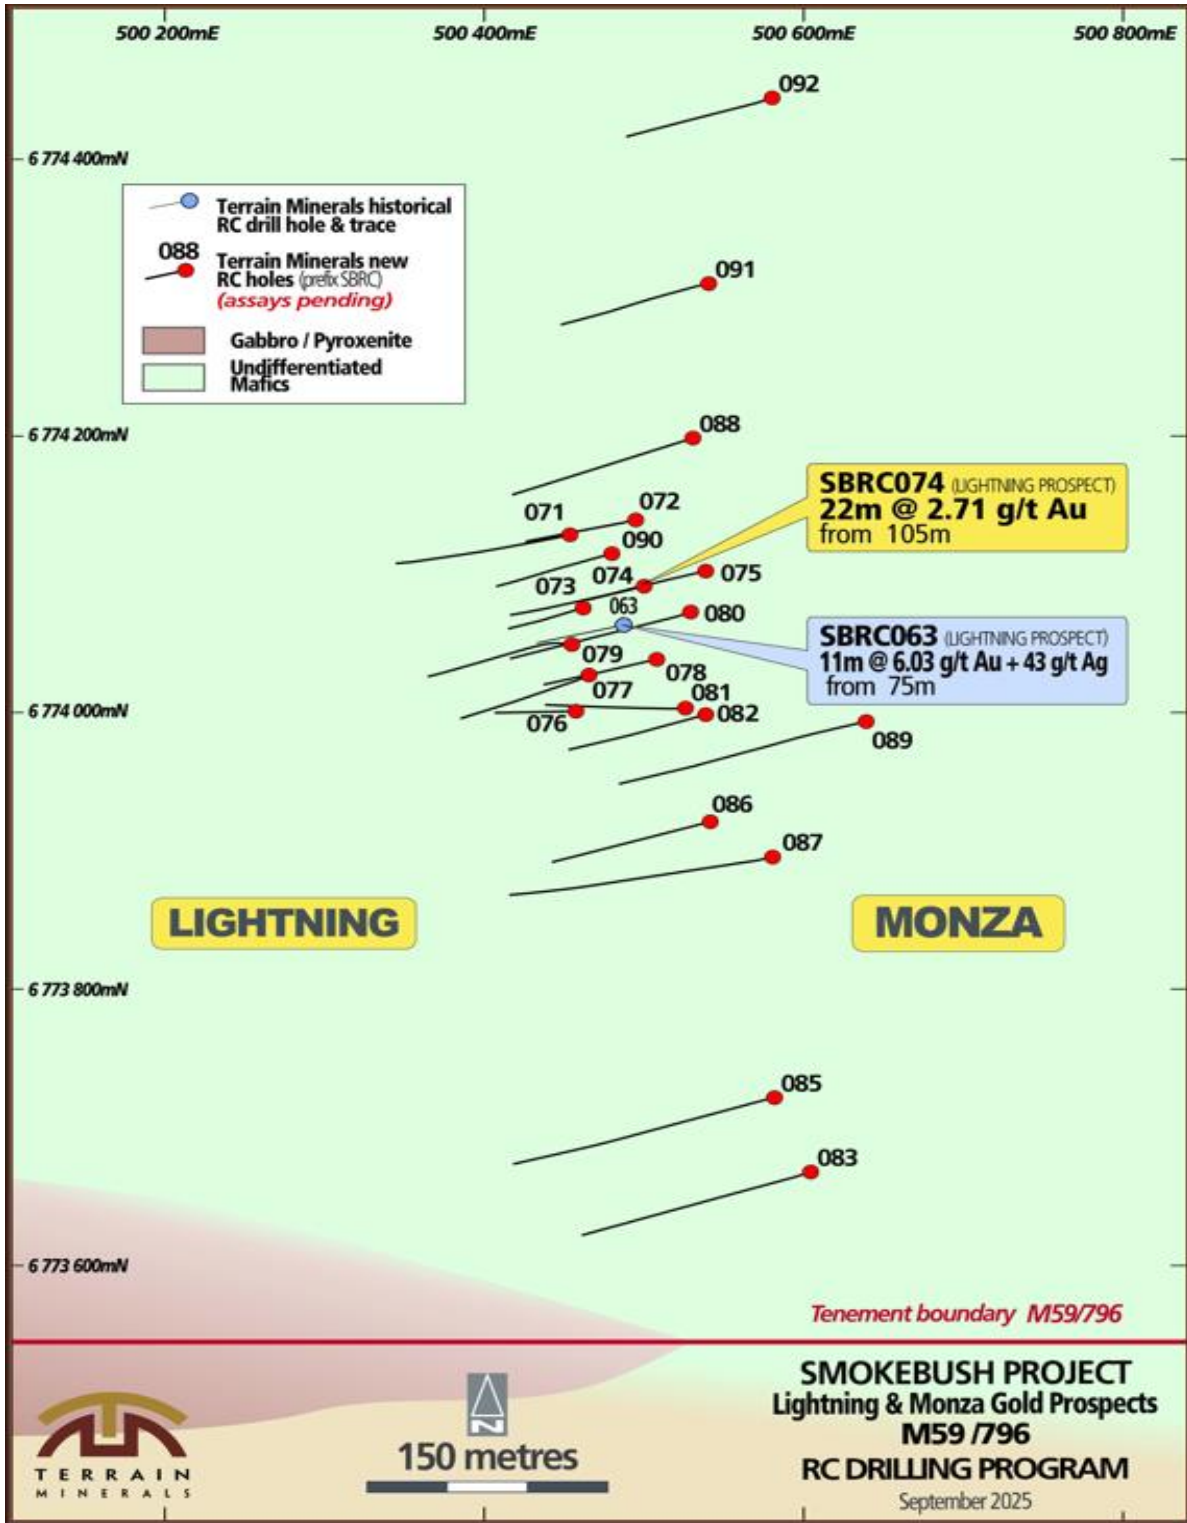 500 200mE
500 400mE
500 600mE
500 800mE
092
6 774 400mN
Terrain Minerals historical
RC drill hole & trace
088
Terrain Minerals new
RC holes (prefix SBRC)
(assays pending)
Gabbro / Pyroxenite
Undifferentiated
Mafics
091
6 774 200mN
088
SBRC074 (LIGHTNING PROSPECT)
22m @ 2.71 g/t Au
from 105m
071
072
090
073
074
075
063
080
SBRC063 (LIGHTNING PROSPECT)
11m @ 6.03 g/t Au + 43 g/t Ag
from 75m
079
078
077
081
6 774 000mN
076
082
089
086
087
LIGHTNING
MONZA
6 773 800mN
085
083
6 773 600mN
Tenement boundary M59/796
SMOKEBUSH PROJECT
Lightning & Monza Gold Prospects
M59 /796
RC DRILLING PROGRAM
September 2025
N
150 metres
TERRAIN
MINERALS